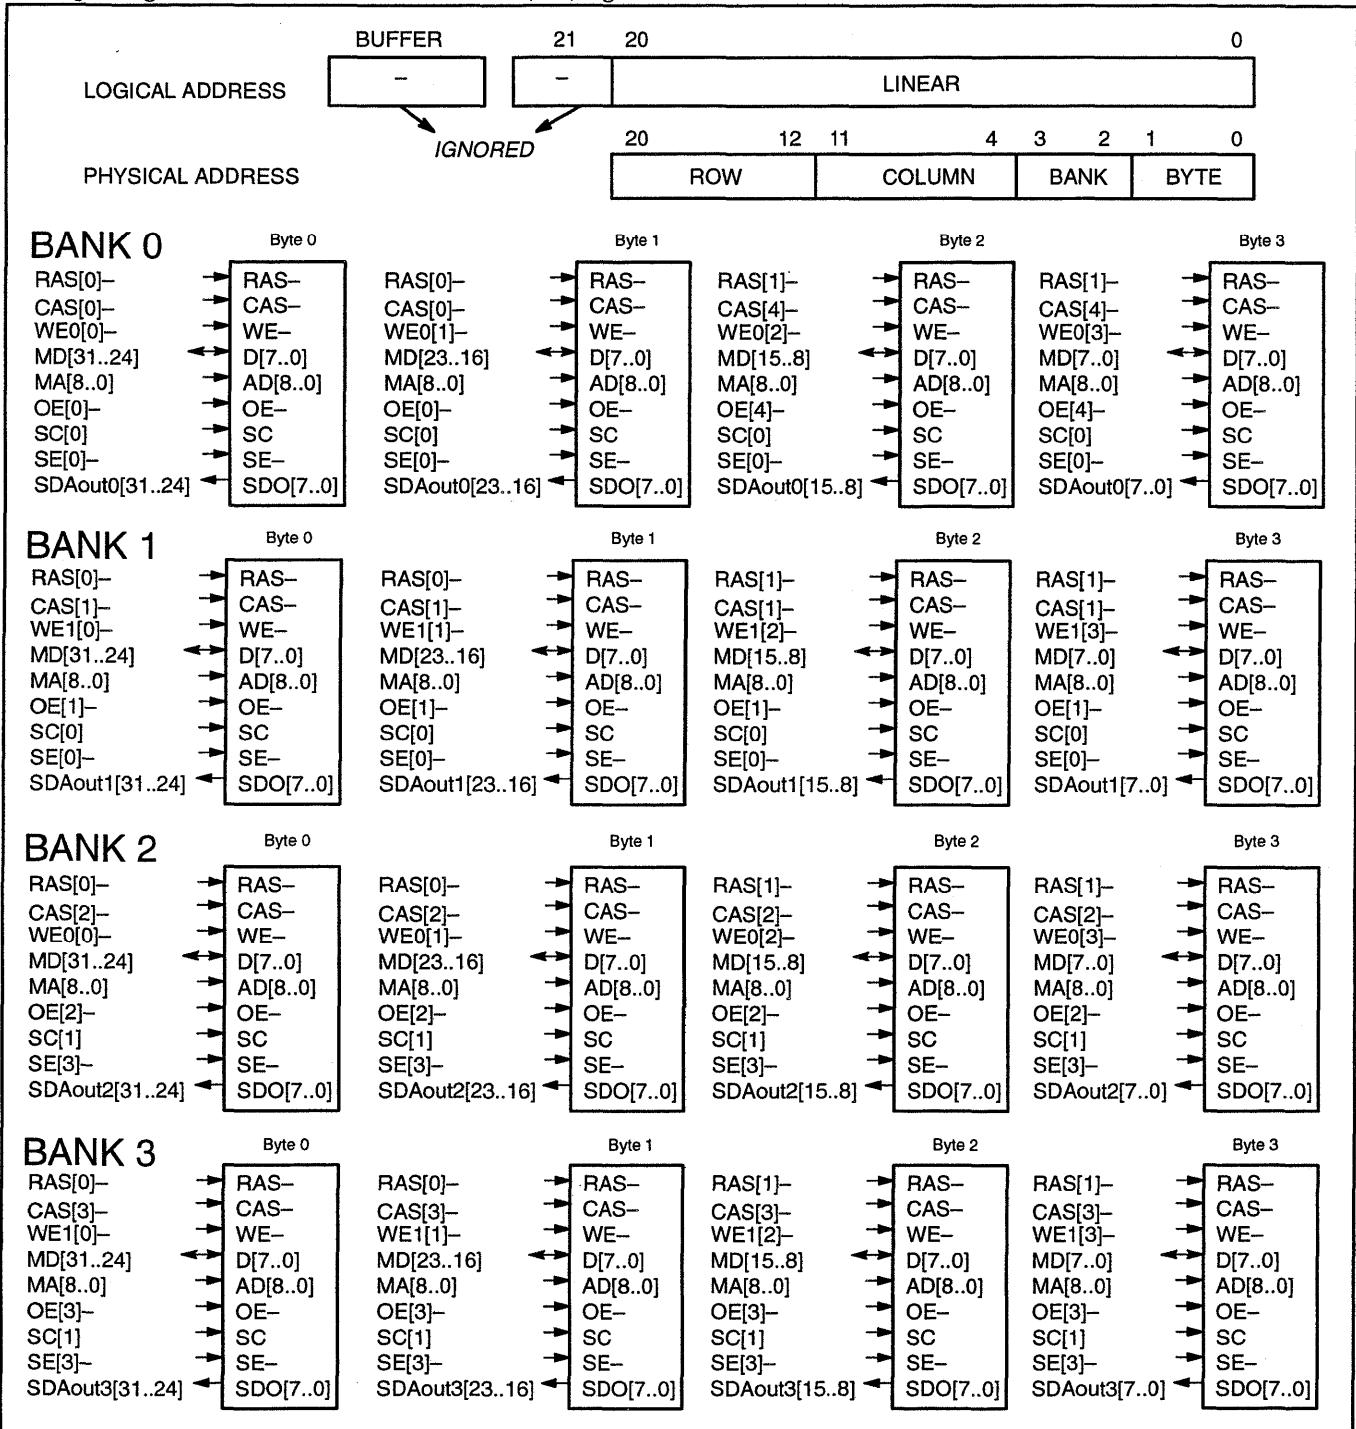 BUFFER 21 20 0
LOGICAL ADDRESS – – LINEAR
IGNORED
20 12 11 4 3 2 1 0
PHYSICAL ADDRESS ROW COLUMN BANK BYTE
BANK 0 Byte 0 Byte 1 Byte 2 Byte 3
RAS[0]– RAS– RAS[0]– RAS– RAS[1]– RAS– RAS[1]– RAS–
CAS[0]– CAS– CAS[0]– CAS– CAS[4]– CAS– CAS[4]– CAS–
WE0[0]– WE– WE0[1]– WE– WE0[2]– WE– WE0[3]– WE–
MD[31..24] D[7..0] MD[23..16] D[7..0] MD[15..8] D[7..0] MD[7..0] D[7..0]
MA[8..0] AD[8..0] MA[8..0] AD[8..0] MA[8..0] AD[8..0] MA[8..0] AD[8..0]
OE[0]– OE– OE[0]– OE– OE[4]– OE– OE[4]– OE–
SC[0] SC SC[0] SC SC[0] SC SC[0] SC
SE[0]– SE– SE[0]– SE– SE[0]– SE– SE[0]– SE–
SDAout0[31..24] SDO[7..0] SDAout0[23..16] SDO[7..0] SDAout0[15..8] SDO[7..0] SDAout0[7..0] SDO[7..0]
BANK 1 Byte 0 Byte 1 Byte 2 Byte 3
RAS[0]– RAS– RAS[0]– RAS– RAS[1]– RAS– RAS[1]– RAS–
CAS[1]– CAS– CAS[1]– CAS– CAS[1]– CAS– CAS[1]– CAS–
WE1[0]– WE– WE1[1]– WE– WE1[2]– WE– WE1[3]– WE–
MD[31..24] D[7..0] MD[23..16] D[7..0] MD[15..8] D[7..0] MD[7..0] D[7..0]
MA[8..0] AD[8..0] MA[8..0] AD[8..0] MA[8..0] AD[8..0] MA[8..0] AD[8..0]
OE[1]– OE– OE[1]– OE– OE[1]– OE– OE[1]– OE–
SC[0] SC SC[0] SC SC[0] SC SC[0] SC
SE[0]– SE– SE[0]– SE– SE[0]– SE– SE[0]– SE–
SDAout1[31..24] SDO[7..0] SDAout1[23..16] SDO[7..0] SDAout1[15..8] SDO[7..0] SDAout1[7..0] SDO[7..0]
BANK 2 Byte 0 Byte 1 Byte 2 Byte 3
RAS[0]– RAS– RAS[0]– RAS– RAS[1]– RAS– RAS[1]– RAS–
CAS[2]– CAS– CAS[2]– CAS– CAS[2]– CAS– CAS[2]– CAS–
WE0[0]– WE– WE0[1]– WE– WE0[2]– WE– WE0[3]– WE–
MD[31..24] D[7..0] MD[23..16] D[7..0] MD[15..8] D[7..0] MD[7..0] D[7..0]
MA[8..0] AD[8..0] MA[8..0] AD[8..0] MA[8..0] AD[8..0] MA[8..0] AD[8..0]
OE[2]– OE– OE[2]– OE– OE[2]– OE– OE[2]– OE–
SC[1] SC SC[1] SC SC[1] SC SC[1] SC
SE[3]– SE– SE[3]– SE– SE[3]– SE– SE[3]– SE–
SDAout2[31..24] SDO[7..0] SDAout2[23..16] SDO[7..0] SDAout2[15..8] SDO[7..0] SDAout2[7..0] SDO[7..0]
BANK 3 Byte 0 Byte 1 Byte 2 Byte 3
RAS[0]– RAS– RAS[0]– RAS– RAS[1]– RAS– RAS[1]– RAS–
CAS[3]– CAS– CAS[3]– CAS– CAS[3]– CAS– CAS[3]– CAS–
WE1[0]– WE– WE1[1]– WE– WE1[2]– WE– WE1[3]– WE–
MD[31..24] D[7..0] MD[23..16] D[7..0] MD[15..8] D[7..0] MD[7..0] D[7..0]
MA[8..0] AD[8..0] MA[8..0] AD[8..0] MA[8..0] AD[8..0] MA[8..0] AD[8..0]
OE[3]– OE– OE[3]– OE– OE[3]– OE– OE[3]– OE–
SC[1] SC SC[1] SC SC[1] SC SC[1] SC
SE[3]– SE– SE[3]– SE– SE[3]– SE– SE[3]– SE–
SDAout3[31..24] SDO[7..0] SDAout3[23..16] SDO[7..0] SDAout3[15..8] SDO[7..0] SDAout3[7..0] SDO[7..0]